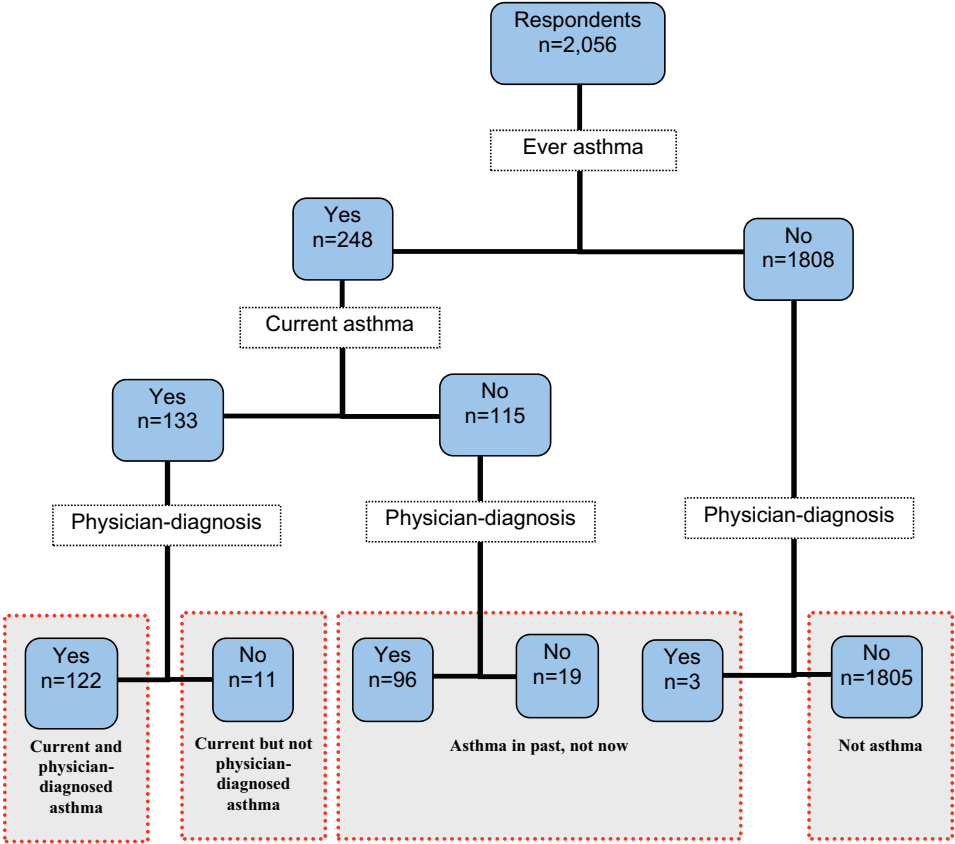 Respondents
n=2,056
Ever asthma
Yes
n=248
No
n=1808
Current asthma
Yes
n=133
No
n=115
Physician-diagnosis
Physician-diagnosis
Physician-diagnosis
Yes
n=122
No
n=11
Yes
n=96
No
n=19
Yes
n=3
No
n=1805
Current and
physician-
diagnosed
asthma
Current but not
physician-
diagnosed
asthma
Asthma in past, not now
Not asthma